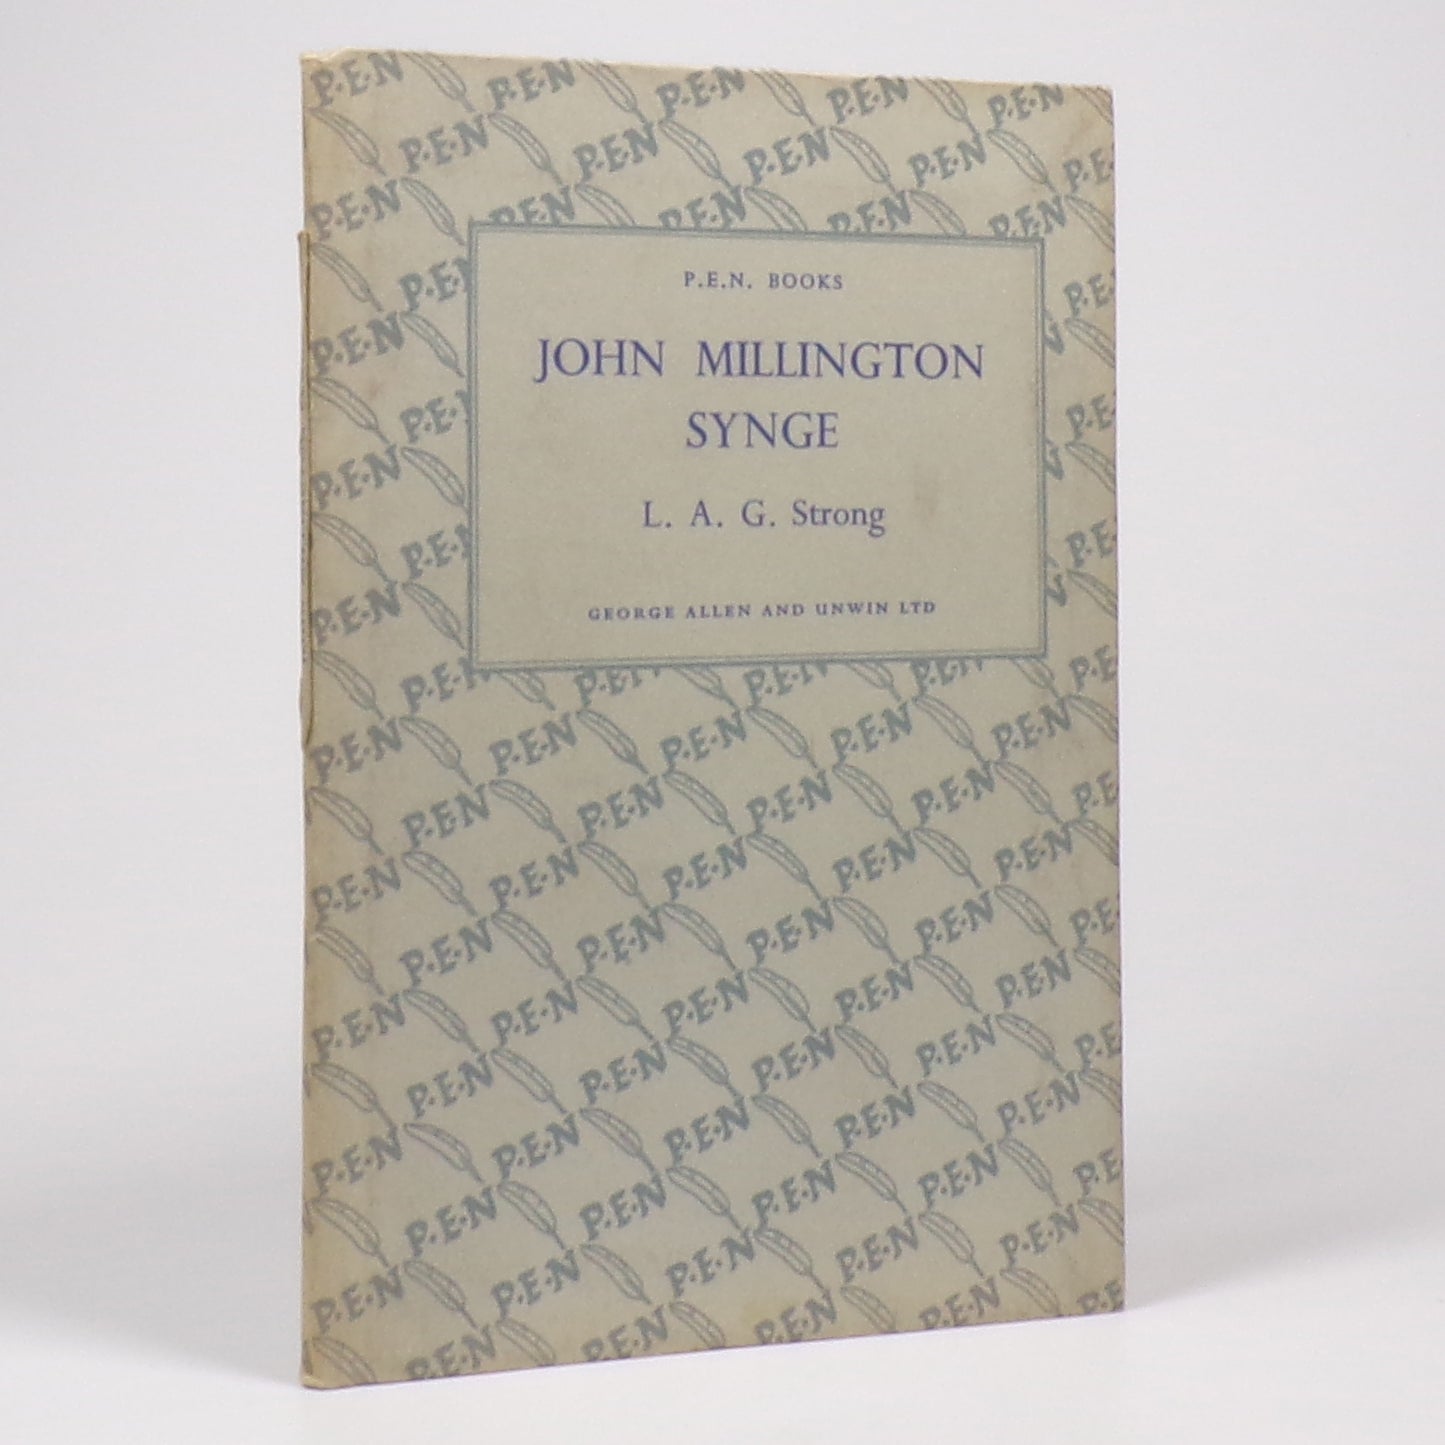 P.E.N. BOOKS
JOHN MILLINGTON
SYNGE
L. A. G. Strong
GEORGE ALLEN AND UNWIN LTD
P.E.N P.E.N P.E.N P.E.N P.E.N